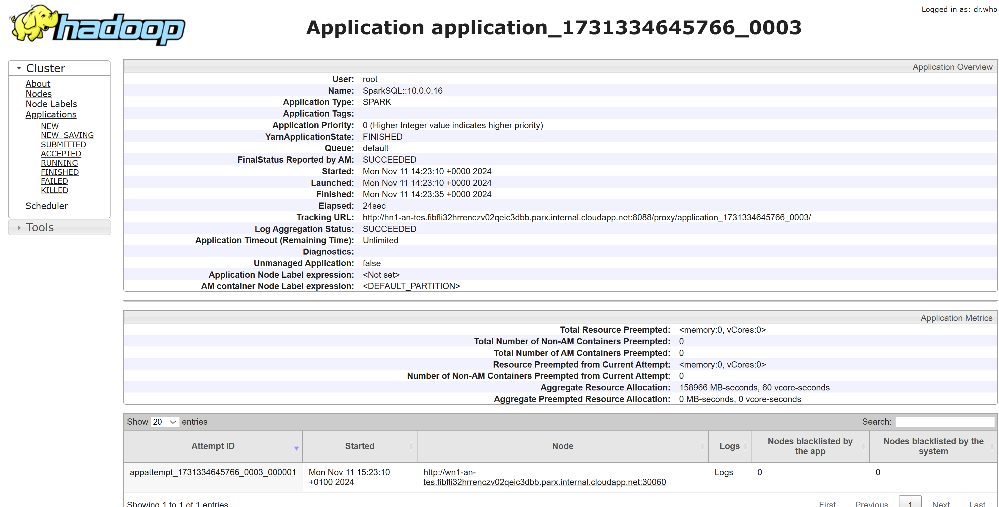 hadoop
Logged in as: dr.who
Application application_1731334645766_0003
Cluster
About
Nodes
Node Labels
Applications
NEW
NEW_SAVING
SUBMITTED
ACCEPTED
RUNNING
FINISHED
FAILED
KILLED
Scheduler
Tools
Application Overview
User: root
Name: SparkSQL::10.0.0.16
Application Type: SPARK
Application Tags:
Application Priority: 0 (Higher Integer value indicates higher priority)
YarnApplicationState: FINISHED
Queue: default
FinalStatus Reported by AM: SUCCEEDED
Started: Mon Nov 11 14:23:10 +0000 2024
Launched: Mon Nov 11 14:23:10 +0000 2024
Finished: Mon Nov 11 14:23:35 +0000 2024
Elapsed: 24sec
Tracking URL: http://hn1-an-tes.fibfli32hrrenczv02qeic3dbb.parx.internal.cloudapp.net:8088/proxy/application_1731334645766_0003/
Log Aggregation Status: SUCCEEDED
Application Timeout (Remaining Time): Unlimited
Diagnostics:
Unmanaged Application: false
Application Node Label expression: <Not set>
AM container Node Label expression: <DEFAULT_PARTITION>
Application Metrics
Total Resource Preempted: <memory:0, vCores:0>
Total Number of Non-AM Containers Preempted: 0
Total Number of AM Containers Preempted: 0
Resource Preempted from Current Attempt: <memory:0, vCores:0>
Number of Non-AM Containers Preempted from Current Attempt: 0
Aggregate Resource Allocation: 158966 MB-seconds, 60 vcore-seconds
Aggregate Preempted Resource Allocation: 0 MB-seconds, 0 vcore-seconds
Show 20 entries
Search:
Attempt ID
Started
Node
Logs
Nodes blacklisted by
the app
Nodes blacklisted by the
system
appattempt_1731334645766_0003_000001
Mon Nov 11 15:23:10
+0100 2024
http://wn1-an-
tes.fibfli32hrrenczv02qeic3dbb.parx.internal.cloudapp.net:30060
Logs
0
0
Showing 1 to 1 of 1 entries
First Previous 1 Next Last